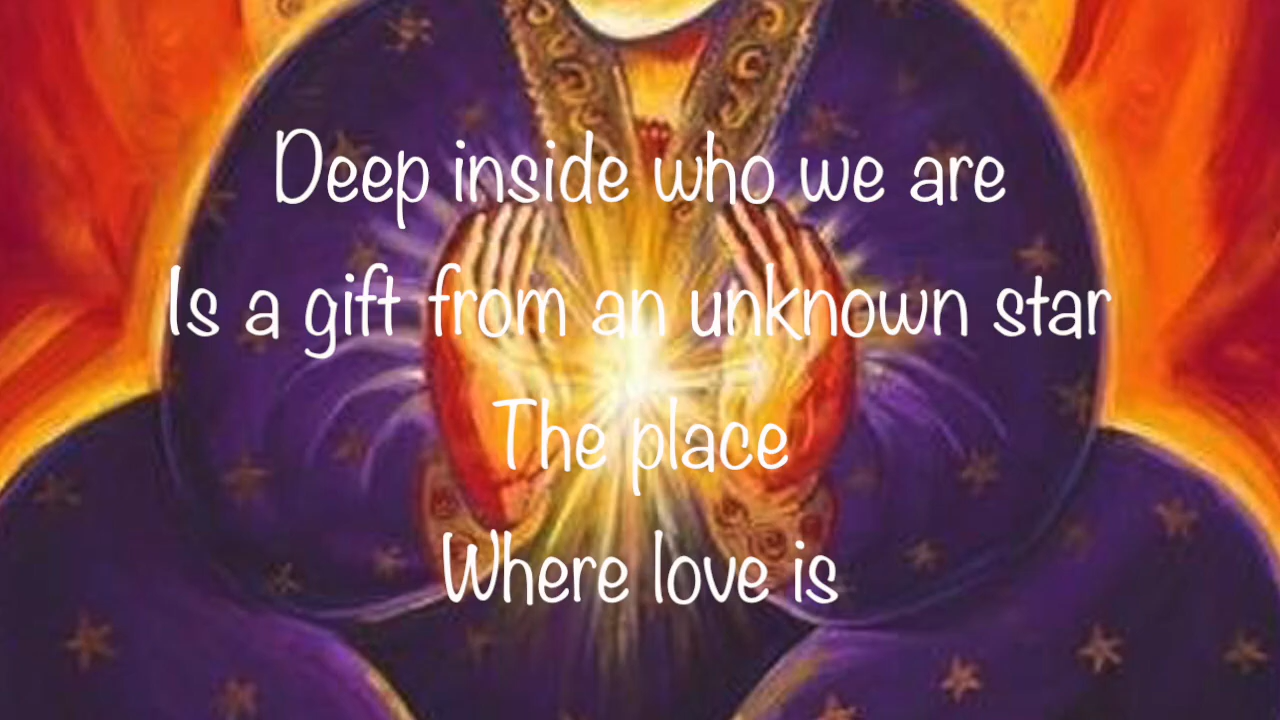 Deep inside who we are
Is a gift from an unknown star
The place
Where love is